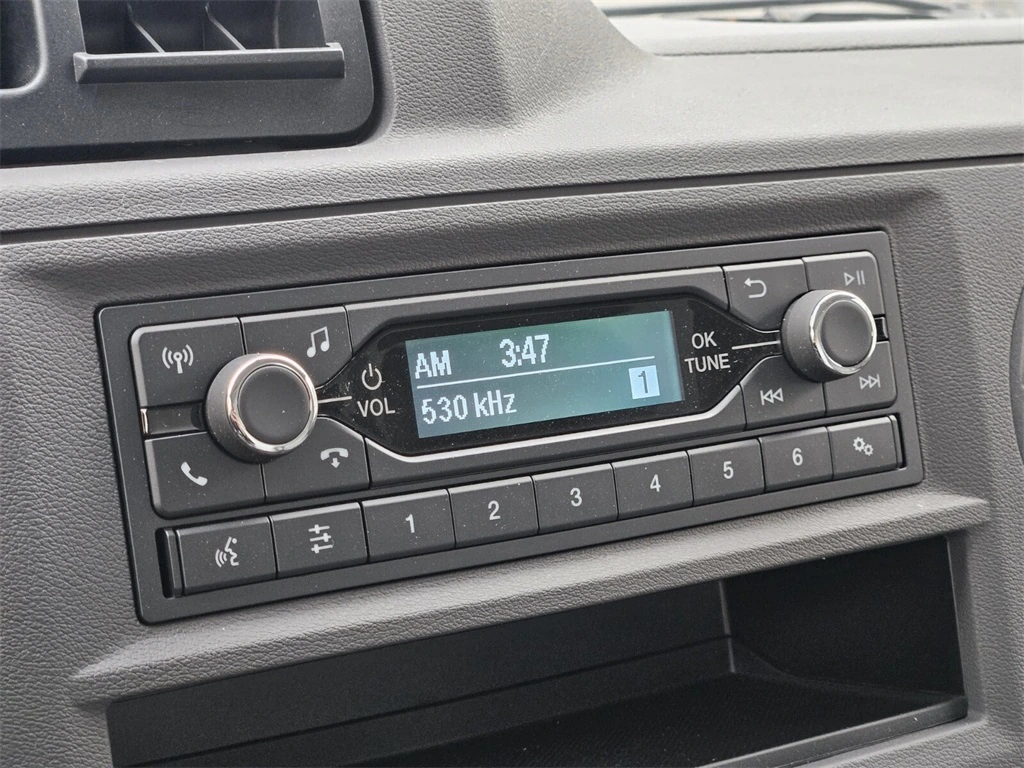 AM 3:47
530 kHz 1
VOL
OK
TUNE
1 2 3 4 5 6